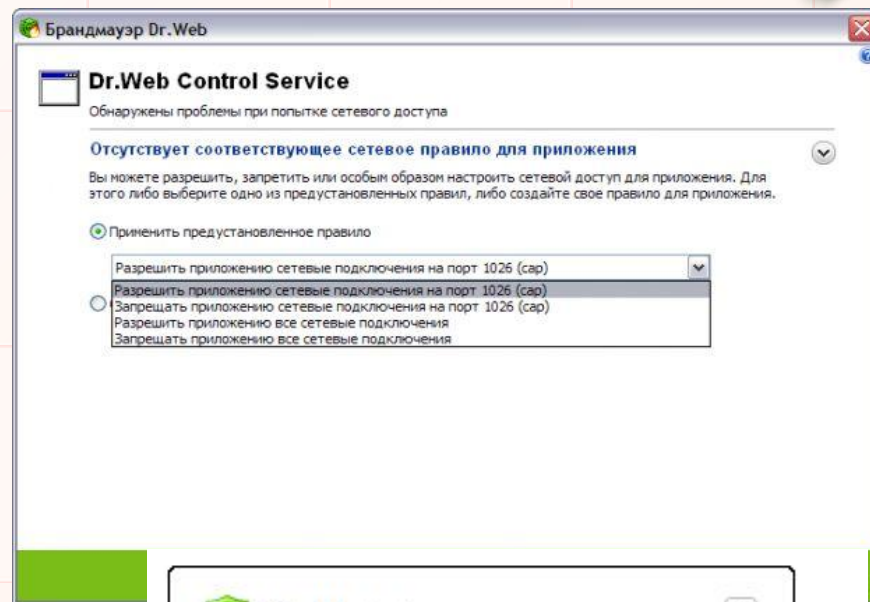 Брандмауэр Dr.Web
Dr.Web Control Service
Обнаружены проблемы при попытке сетевого доступа
Отсутствует соответствующее сетевое правило для приложения
Вы можете разрешить, запретить или особым образом настроить сетевой доступ для приложения. Для
этого либо выберите одно из предустановленных правил, либо создайте свое правило для приложения.
Применить предустановленное правило
Разрешить приложению сетевые подключения на порт 1026 (cap)
Разрешить приложению сетевые подключения на порт 1026 (cap)
Запрещать приложению сетевые подключения на порт 1026 (cap)
Разрешить приложению все сетевые подключения
Запрещать приложению все сетевые подключения